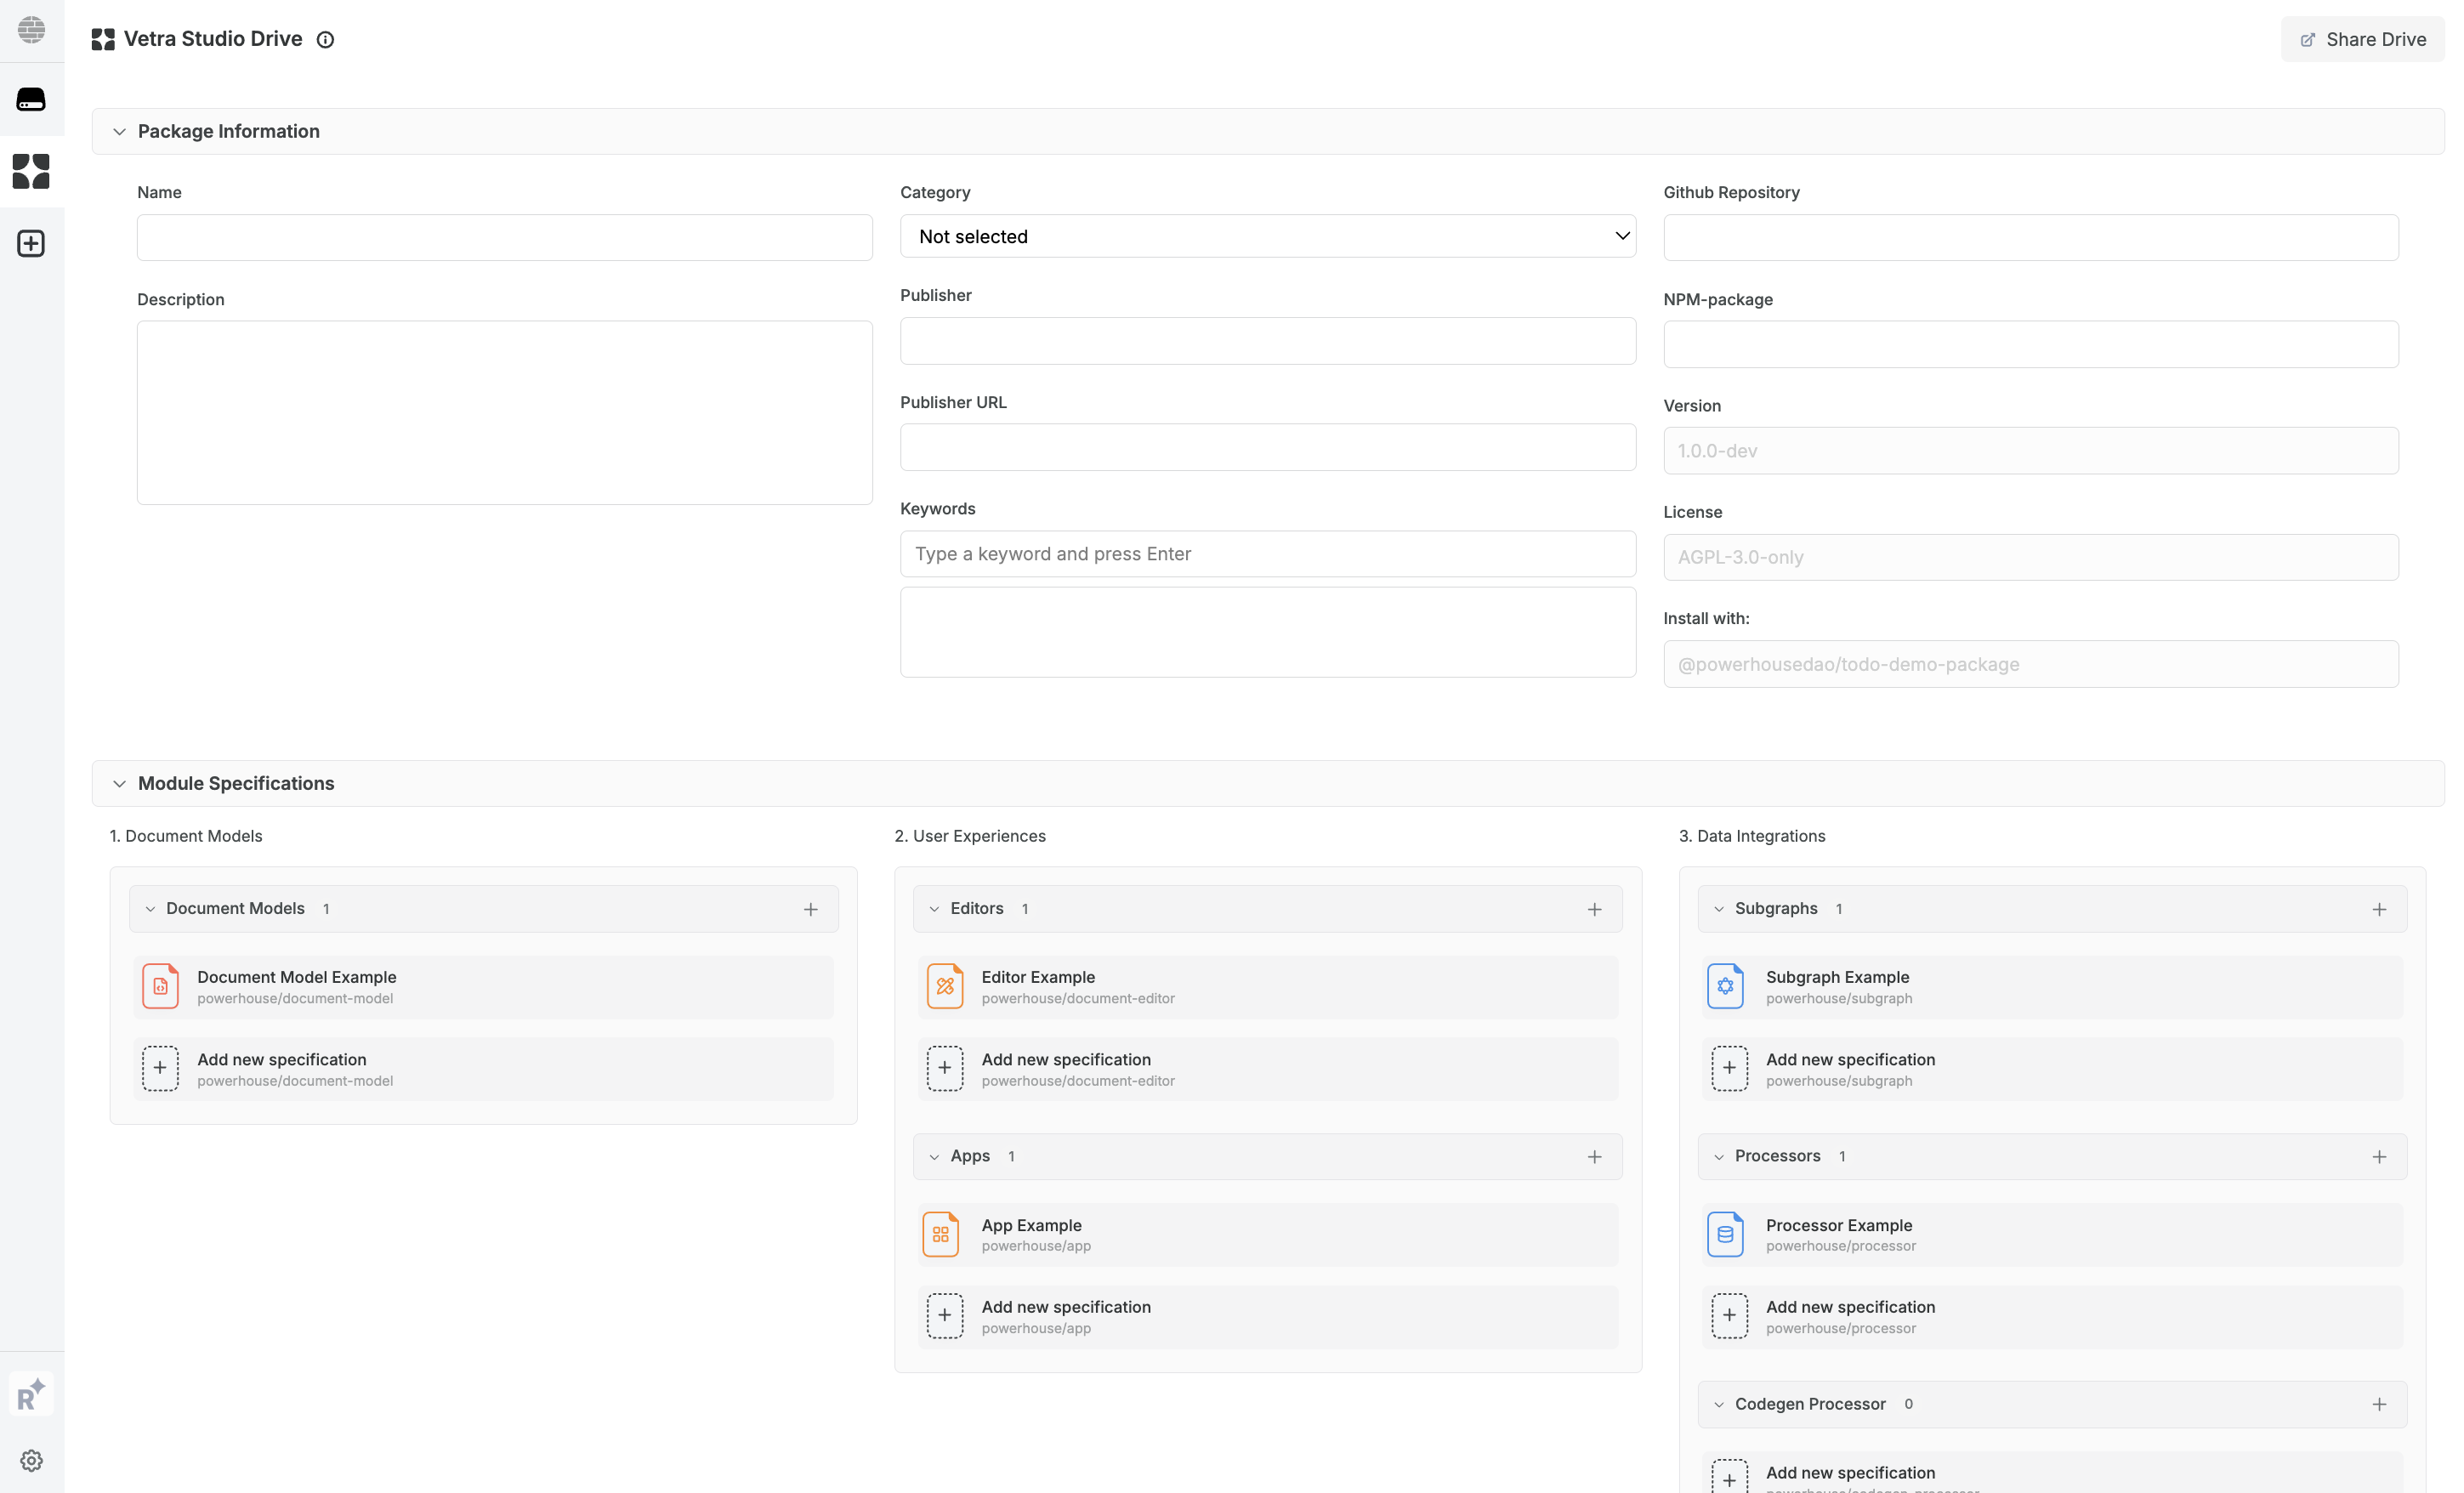 Vetra Studio Drive
Share Drive
Package Information
Name
Description
Category
Not selected
Publisher
Publisher URL
Keywords
Type a keyword and press Enter
Github Repository
NPM-package
Version
1.0.0-dev
License
AGPL-3.0-only
Install with:
@powerhousedao/todo-demo-package
Module Specifications
1. Document Models
Document Models 1
Document Model Example
powerhouse/document-model
Add new specification
powerhouse/document-model
2. User Experiences
Editors 1
Editor Example
powerhouse/document-editor
Add new specification
powerhouse/document-editor
Apps 1
App Example
powerhouse/app
Add new specification
powerhouse/app
3. Data Integrations
Subgraphs 1
Subgraph Example
powerhouse/subgraph
Add new specification
powerhouse/subgraph
Processors 1
Processor Example
powerhouse/processor
Add new specification
powerhouse/processor
Codegen Processor 0
Add new specification
R